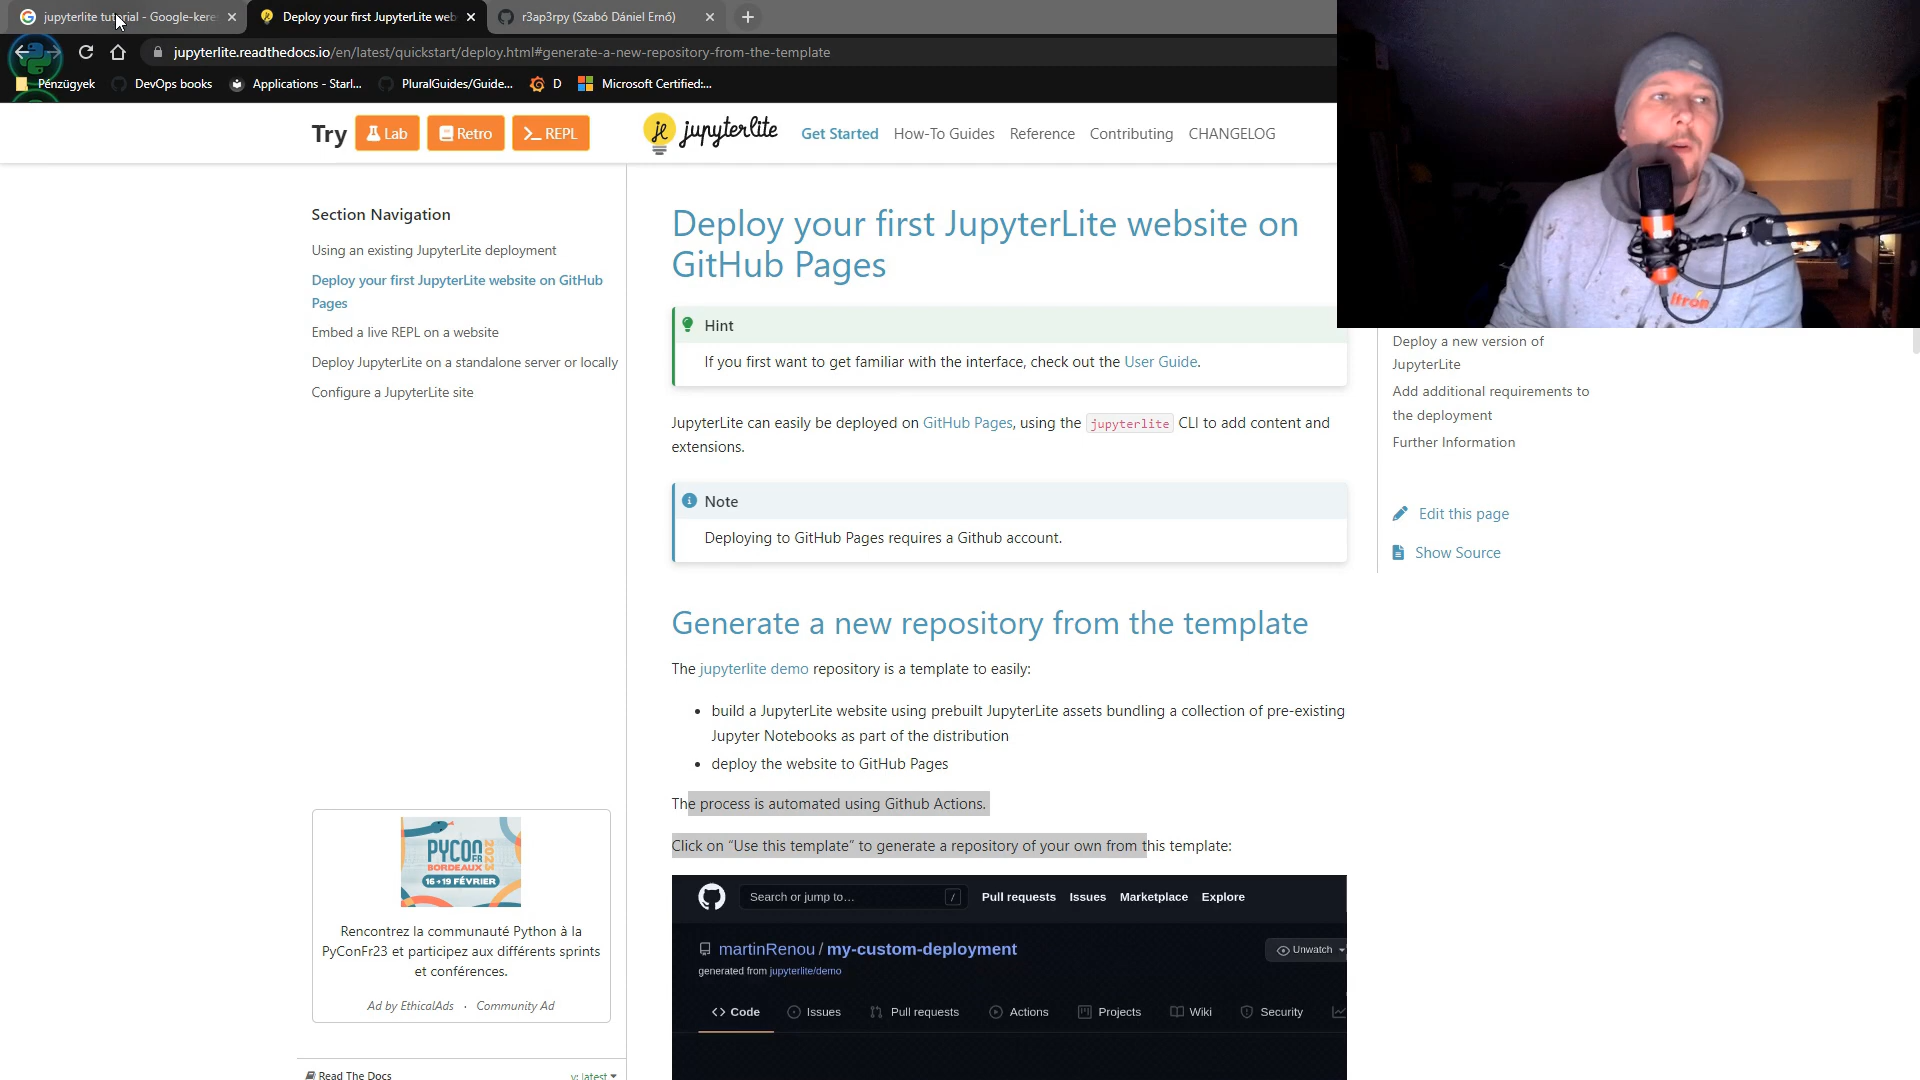 jupyterlite tutorial - Google-kere
Deploy your first JupyterLite web
r3ap3rpy (Szabó Dániel Ernő)
jupyterlite.readthedocs.io/en/latest/quickstart/deploy.html#generate-a-new-repository-from-the-template
Pénzügyek
DevOps books
Applications - Starl...
PluralGuides/Guide...
D
Microsoft Certified:...
Try
Lab
Retro
REPL
jupyterlite
Get Started
How-To Guides
Reference
Contributing
CHANGELOG
Section Navigation
Using an existing JupyterLite deployment
Deploy your first JupyterLite website on GitHub
Pages
Embed a live REPL on a website
Deploy JupyterLite on a standalone server or locally
Configure a JupyterLite site
PYCON FR
2023
BORDEAUX
16→19 FÉVRIER
Rencontrez la communauté Python à la
PyConFr23 et participez aux différents sprints
et conférences.
Ad by EthicalAds · Community Ad
Read The Docs
v: latest
Deploy your first JupyterLite website on
GitHub Pages
Hint
If you first want to get familiar with the interface, check out the User Guide.
JupyterLite can easily be deployed on GitHub Pages, using the jupyterlite CLI to add content and
extensions.
Note
Deploying to GitHub Pages requires a Github account.
Generate a new repository from the template
The jupyterlite demo repository is a template to easily:
• build a JupyterLite website using prebuilt JupyterLite assets bundling a collection of pre-existing
Jupyter Notebooks as part of the distribution
• deploy the website to GitHub Pages
The process is automated using Github Actions.
Click on “Use this template” to generate a repository of your own from this template:
Search or jump to...
/
Pull requests
Issues
Marketplace
Explore
martinRenou / my-custom-deployment
Unwatch
generated from jupyterlite/demo
Code
Issues
Pull requests
Actions
Projects
Wiki
Security
Deploy a new version of
JupyterLite
Add additional requirements to
the deployment
Further Information
Edit this page
Show Source
Itron